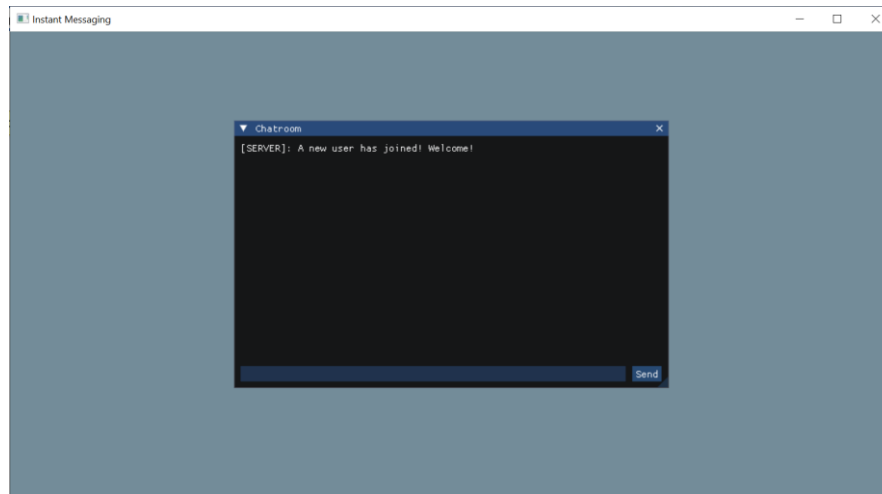 Instant Messaging
Chatroom
[SERVER]: A new user has joined! Welcome!
Send